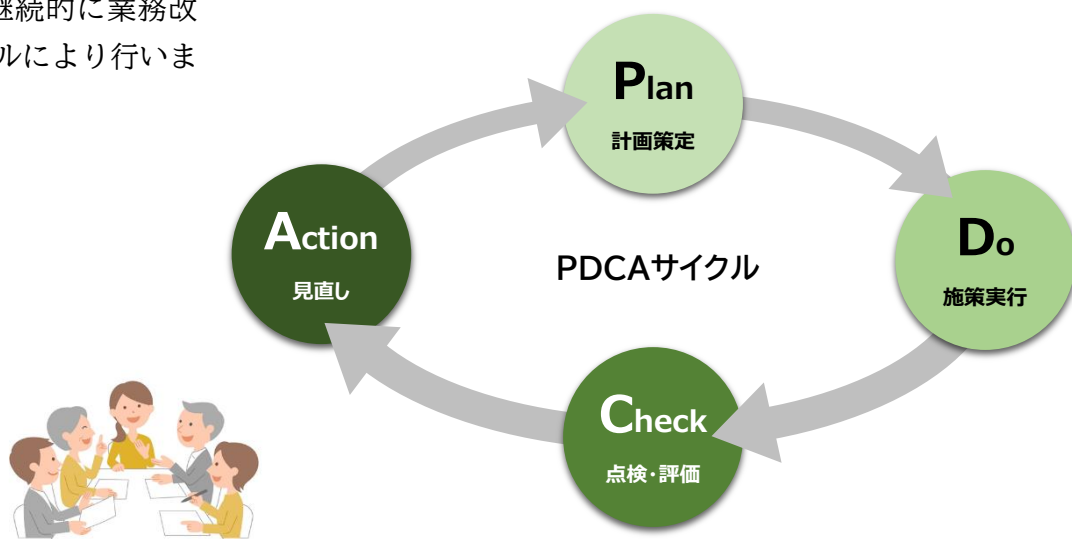 継続的に業務改
ルにより行いま
Plan
計画策定
Do
施策実行
PDCAサイクル
Action
見直し
Check
点検・評価